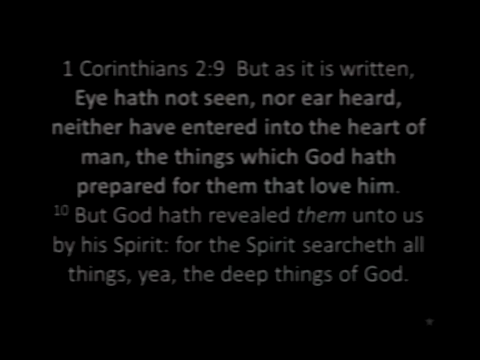 1 Corinthians 2:9 But as it is written,
Eye hath not seen, nor ear heard,
neither have entered into the heart of
man, the things which God hath
prepared for them that love him.
10 But God hath revealed them unto us
by his Spirit: for the Spirit searcheth all
things, yea, the deep things of God.